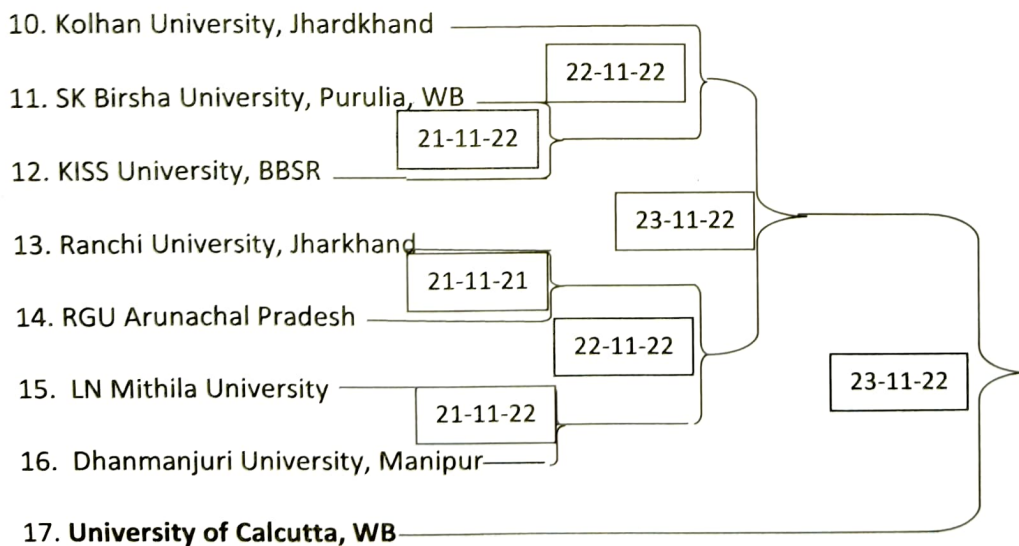 10. Kolhan University, Jhardkhand
22-11-22
11. SK Birsha University, Purulia, WB
21-11-22
12. KISS University, BBSR
23-11-22
13. Ranchi University, Jharkhand
21-11-21
14. RGU Arunachal Pradesh
22-11-22
15. LN Mithila University
23-11-22
21-11-22
16. Dhanmanjuri University, Manipur
17. University of Calcutta, WB